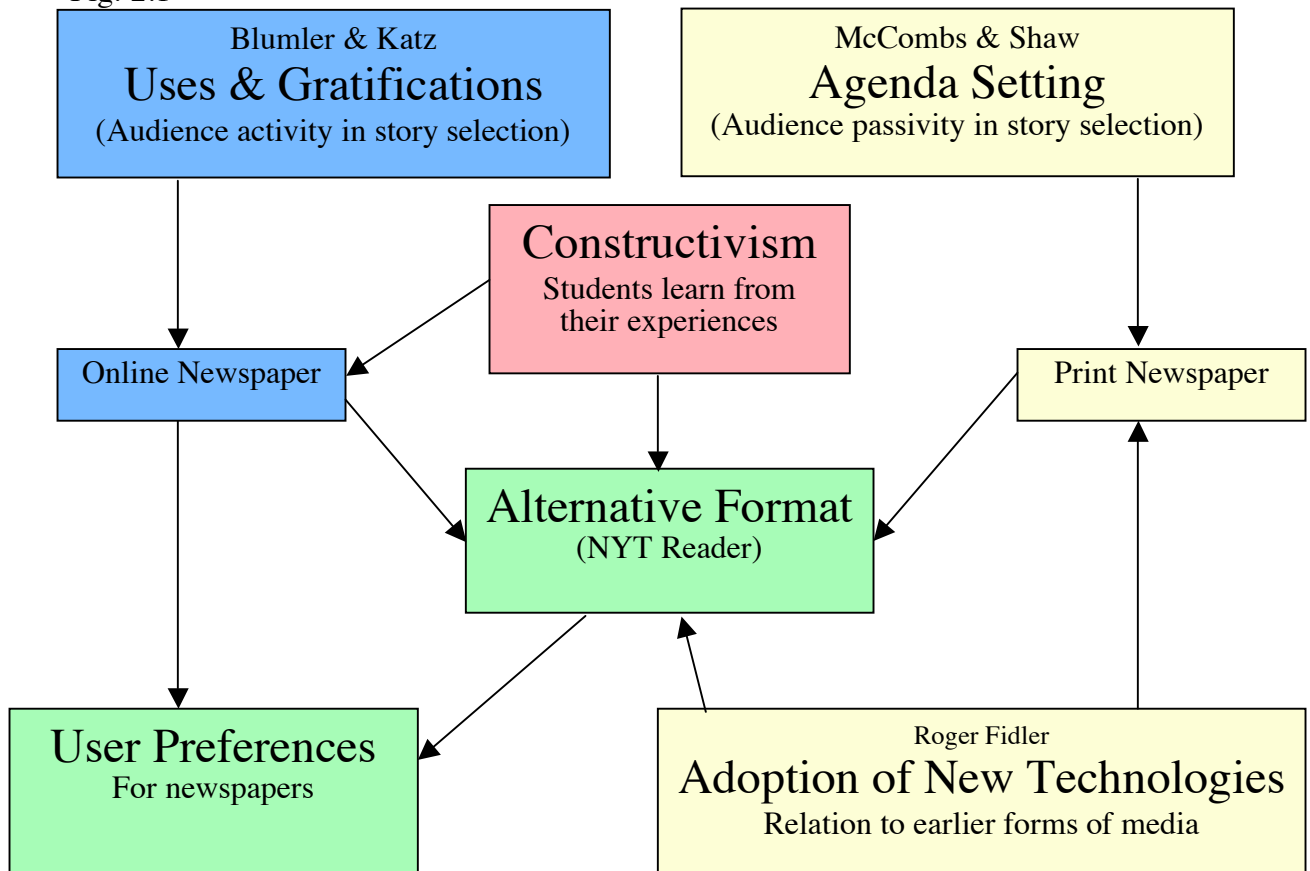 Blumler & Katz
Uses & Gratifications
(Audience activity in story selection)
McCombs & Shaw
Agenda Setting
(Audience passivity in story selection)
Constructivism
Students learn from
their experiences
Online Newspaper
Print Newspaper
Alternative Format
(NYT Reader)
User Preferences
For newspapers
Roger Fidler
Adoption of New Technologies
Relation to earlier forms of media